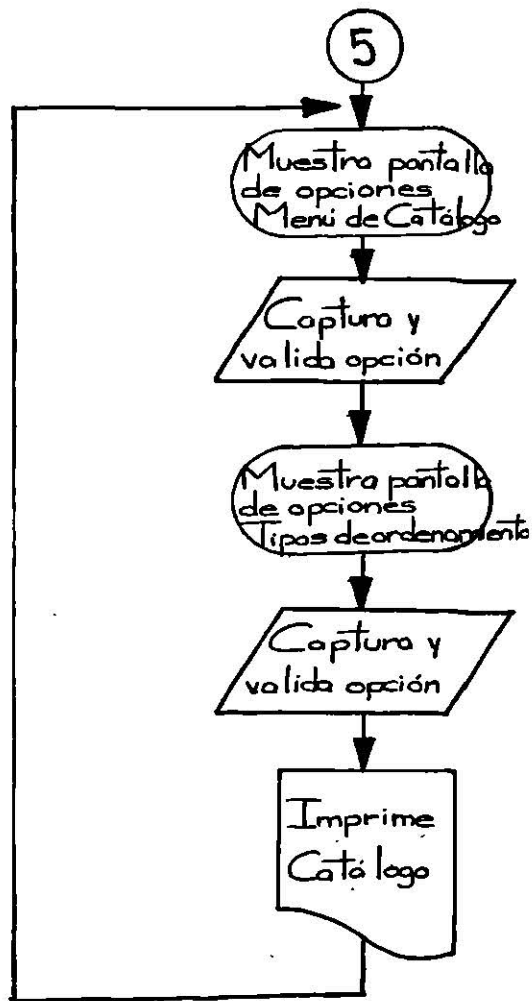 5
Muestra pantalla
de opciones
Menú de Catálogo
Captura y
valida opción
Muestra pantalla
de opciones
Tipos de ordenamiento
Captura y
valida opción
Imprime
Catálogo